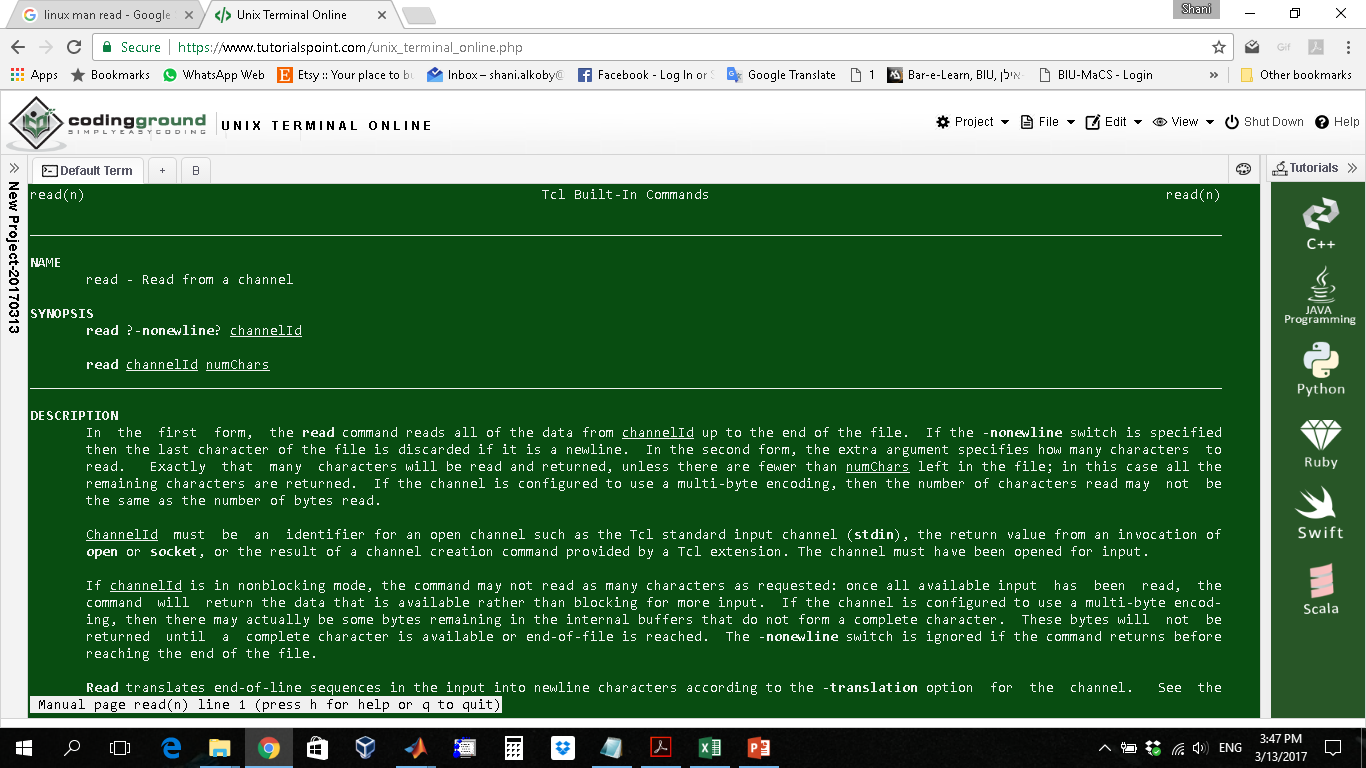 linux man read - Google
Unix Terminal Online
Shani
Secure
https://www.tutorialspoint.com/unix_terminal_online.php
Gif
Apps
Bookmarks
WhatsApp Web
Etsy :: Your place to bu
Inbox – shani.alkoby@
Facebook - Log In or S
Google Translate
1
Bar-e-Learn, BIU, אילן-
BIU-MaCS - Login
»
Other bookmarks
codingground
SIMPLYEASYCODING
UNIX TERMINAL ONLINE
Project
File
Edit
View
Shut Down
Help
Default Term
+
B
Tutorials
New Project-20170313
read(n) Tcl Built-In Commands read(n)
NAME
read - Read from a channel
SYNOPSIS
read ?-nonewline? channelId
read channelId numChars
DESCRIPTION
In the first form, the read command reads all of the data from channelId up to the end of the file. If the -nonewline switch is specified
then the last character of the file is discarded if it is a newline. In the second form, the extra argument specifies how many characters to
read. Exactly that many characters will be read and returned, unless there are fewer than numChars left in the file; in this case all the
remaining characters are returned. If the channel is configured to use a multi-byte encoding, then the number of characters read may not be
the same as the number of bytes read.
ChannelId must be an identifier for an open channel such as the Tcl standard input channel (stdin), the return value from an invocation of
open or socket, or the result of a channel creation command provided by a Tcl extension. The channel must have been opened for input.
If channelId is in nonblocking mode, the command may not read as many characters as requested: once all available input has been read, the
command will return the data that is available rather than blocking for more input. If the channel is configured to use a multi-byte encod-
ing, then there may actually be some bytes remaining in the internal buffers that do not form a complete character. These bytes will not be
returned until a complete character is available or end-of-file is reached. The -nonewline switch is ignored if the command returns before
reaching the end of the file.
Read translates end-of-line sequences in the input into newline characters according to the -translation option for the channel. See the
Manual page read(n) line 1 (press h for help or q to quit)
C++
JAVA
Programming
Python
Ruby
Swift
Scala
ENG
3:47 PM
3/13/2017